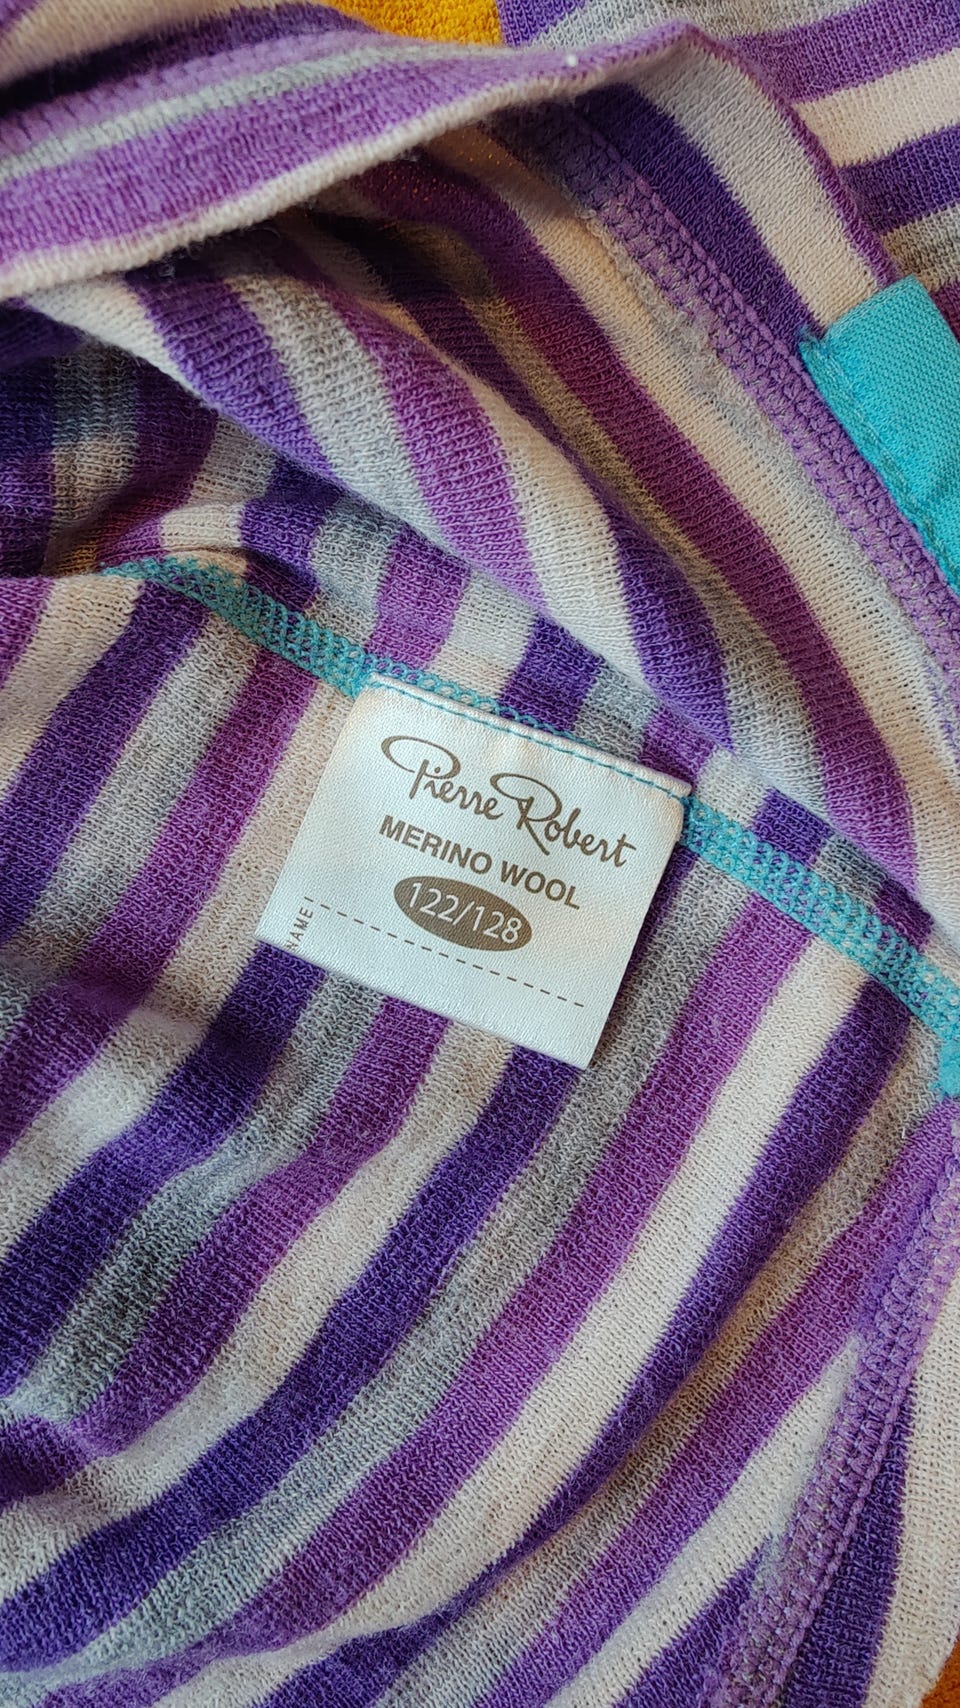 Pierre Robert
MERINO WOOL
122/128
NAME